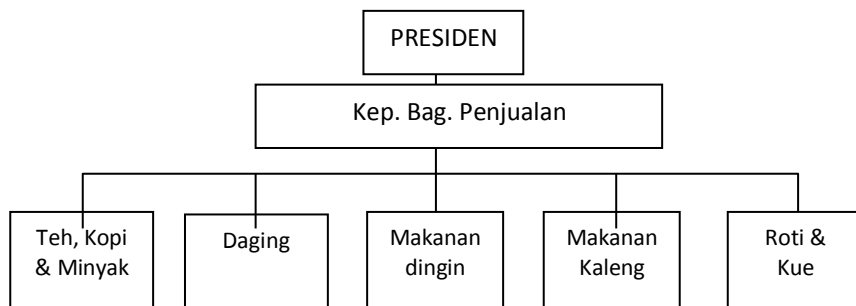 PRESIDEN
Kep. Bag. Penjualan
Teh, Kopi
& Minyak
Daging
Makanan
dingin
Makanan
Kaleng
Roti &
Kue